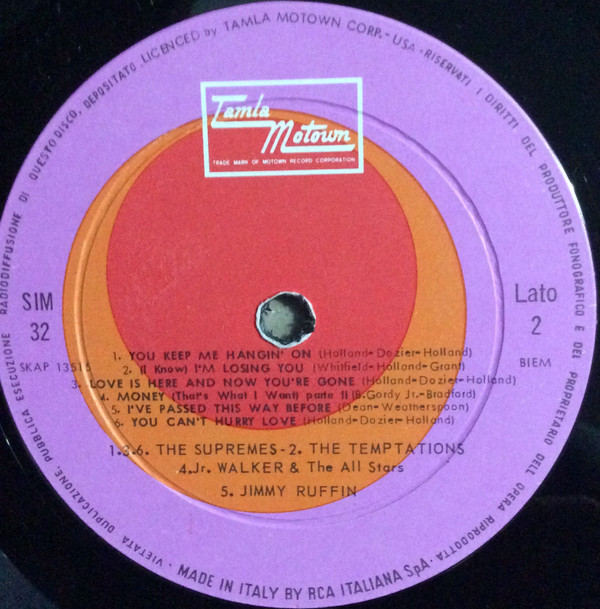 VIETATA DUPLICAZIONE, PUBBLICA ESECUZIONE RADIODIFFUSIONE DI QUESTO DISCO, DEPOSITATO, LICENCED by TAMLA MOTOWN CORP. - USA - RISERVATI I DIRITTI DEL PRODUTTORE FONOGRAFICO E DEL PROPRIETARIO DELL OPERA RIPRODOTTA -
Tamla
Motown
TRADE MARK OF MOTOWN RECORD CORPORATION
SIM
32
Lato
2
SKAP 13515
BIEM
1. YOU KEEP ME HANGIN' ON (Holland-Dozier-Holland)
2. (I Know) I'M LOSING YOU (Whitfield-Holland-Grant)
3. LOVE IS HERE AND NOW YOU'RE GONE (Holland-Dozier-Holland)
4. MONEY (That's What I Want) parte II (B. Gordy Jr.-Bradford)
5. I'VE PASSED THIS WAY BEFORE (Dean-Weatherspoon)
6. YOU CAN'T HURRY LOVE (Holland-Dozier-Holland)
1.3.6. THE SUPREMES - 2. THE TEMPTATIONS
4. Jr. WALKER & The All Stars
5. JIMMY RUFFIN
MADE IN ITALY BY RCA ITALIANA SpA